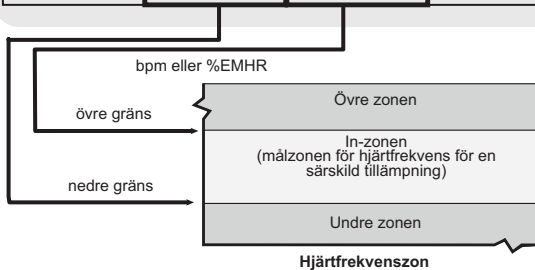 bpm eller %EMHR
övre gräns
Övre zonen
In-zonen
(målzonen för hjärtfrekvens för en
särskild tillämpning)
nedre gräns
Undre zonen
Hjärtfrekvenszon